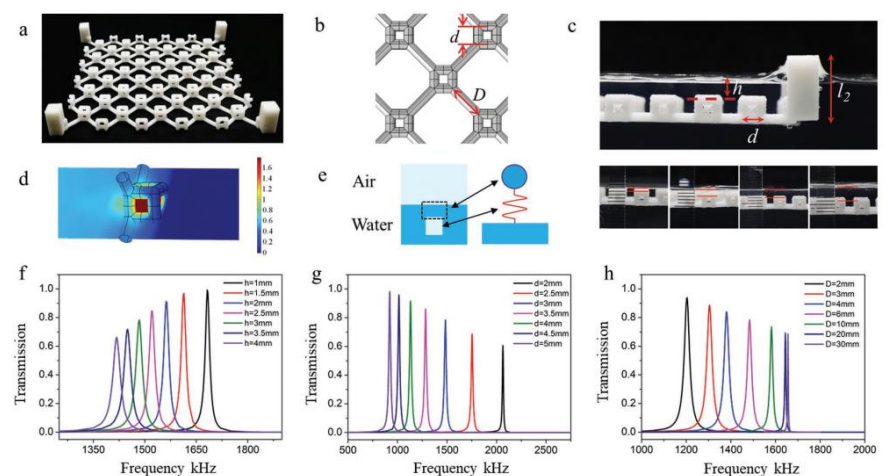 a
b
d
D
c
h
l2
d
d
1.6
1.4
1.2
1
0.8
0.6
0.4
0.2
0
e
Air
Water
f
Transmission
1.0
0.8
0.6
0.4
0.2
0.0
h=1mm
h=1.5mm
h=2mm
h=2.5mm
h=3mm
h=3.5mm
h=4mm
1350 1500 1650 1800
Frequency kHz
g
Transmission
1.0
0.8
0.6
0.4
0.2
0.0
d=2mm
d=2.5mm
d=3mm
d=3.5mm
d=4mm
d=4.5mm
d=5mm
500 1000 1500 2000 2500
Frequency kHz
h
Transmission
1.0
0.8
0.6
0.4
0.2
0.0
D=2mm
D=3mm
D=4mm
D=6mm
D=10mm
D=20mm
D=30mm
1000 1200 1400 1600 1800 2000
Frequency kHz